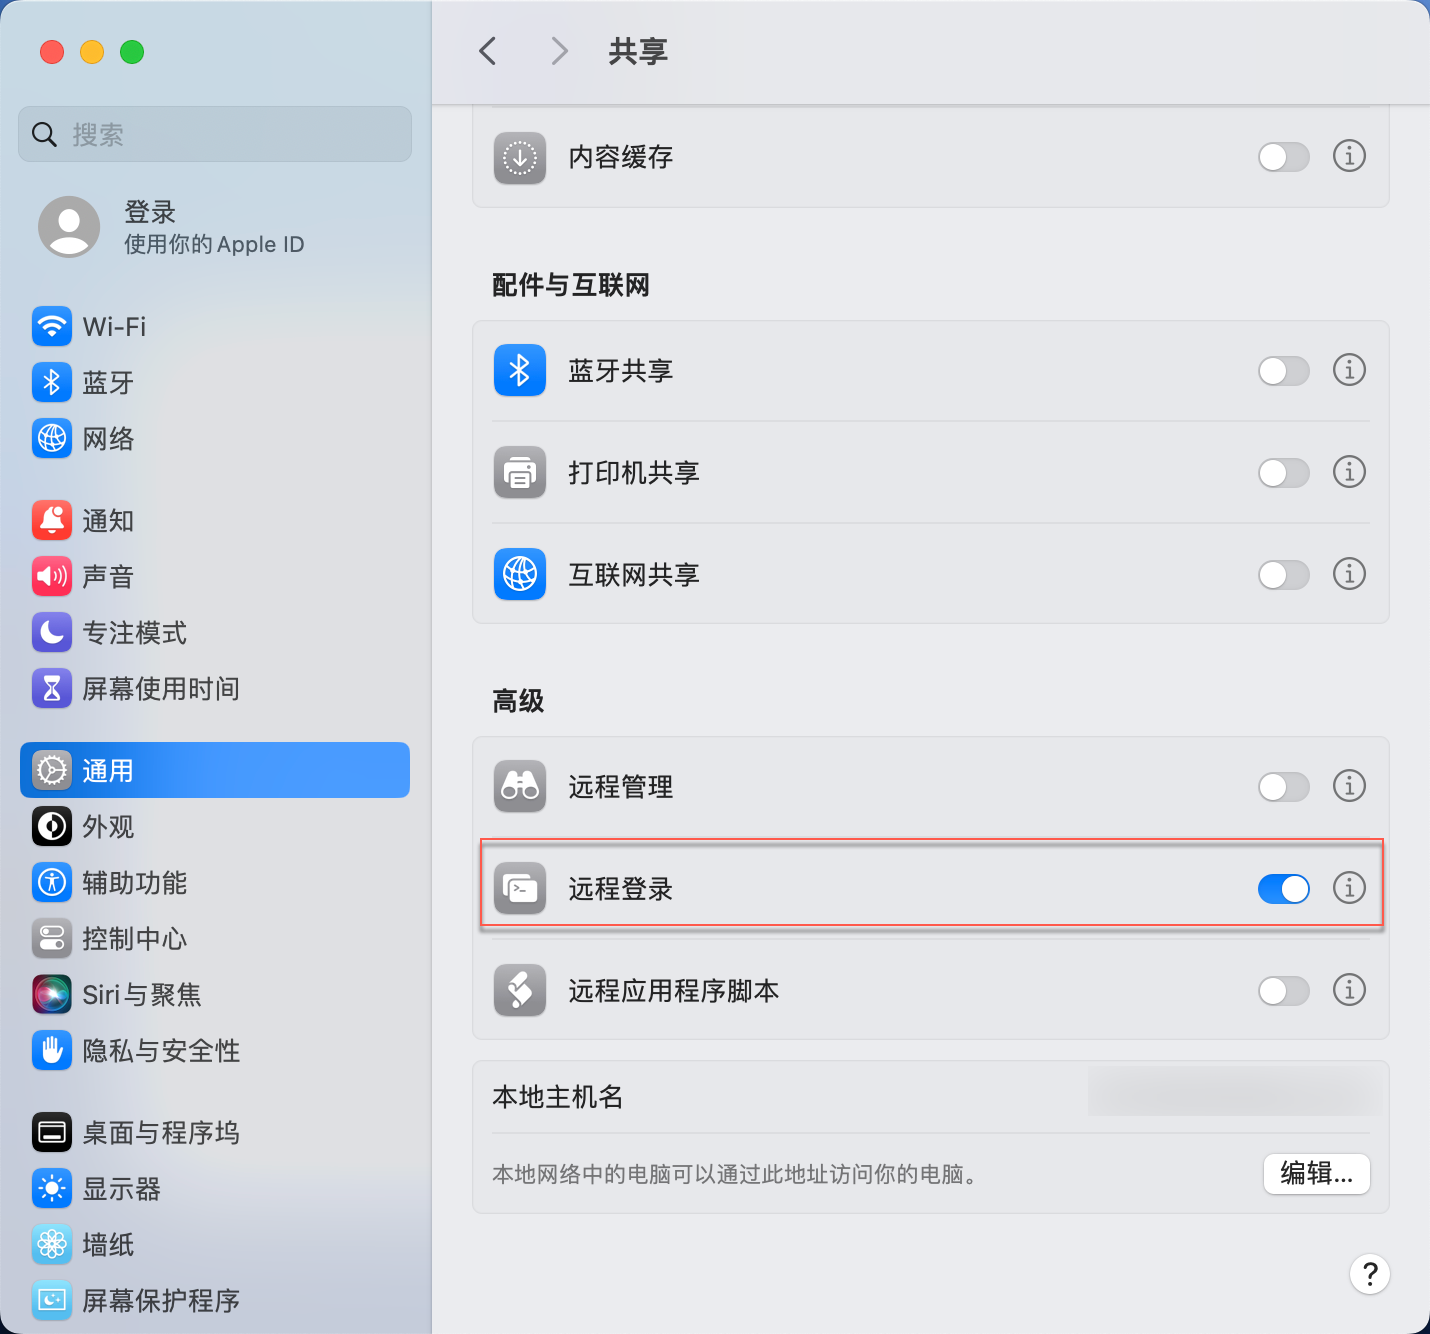 搜索
登录
使用你的 Apple ID
Wi-Fi
蓝牙
网络
通知
声音
专注模式
屏幕使用时间
通用
外观
辅助功能
控制中心
Siri与聚焦
隐私与安全性
桌面与程序坞
显示器
墙纸
屏幕保护程序
共享
内容缓存
配件与互联网
蓝牙共享
打印机共享
互联网共享
高级
远程管理
远程登录
远程应用程序脚本
本地主机名
本地网络中的电脑可以通过此地址访问你的电脑。
编辑...
?